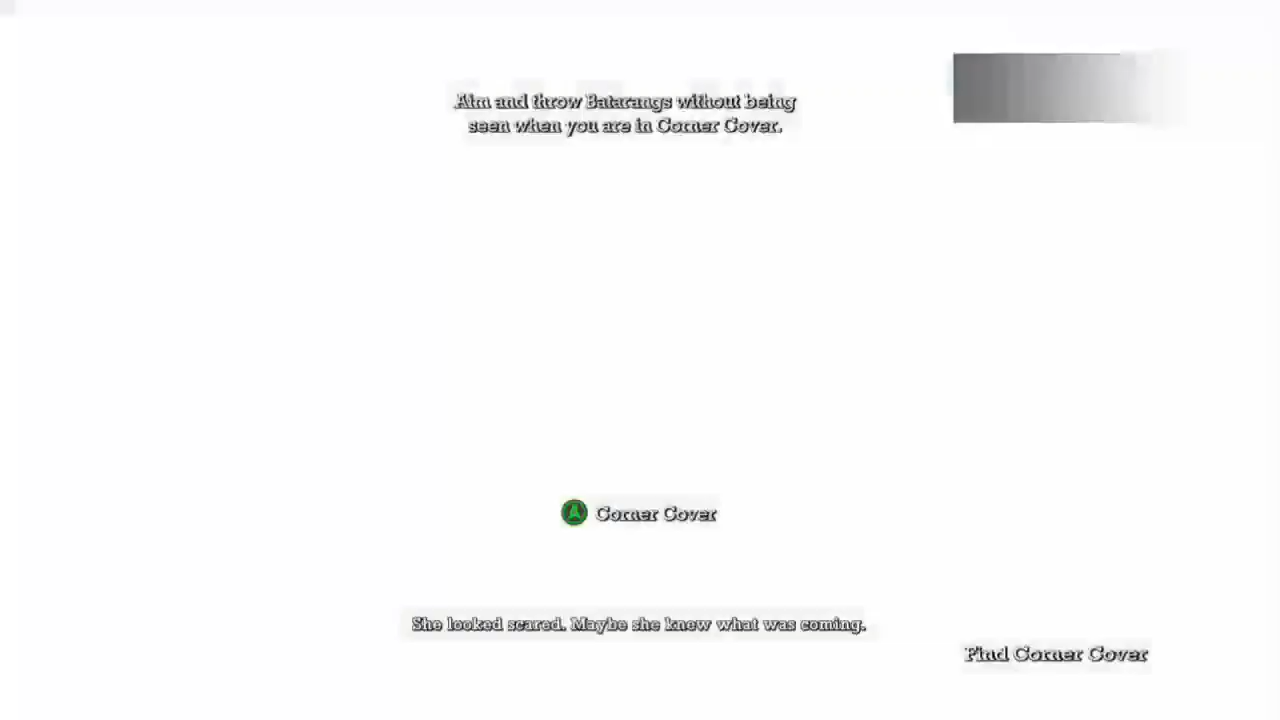 Aim and throw Batarangs without being
seen when you are in Corner Cover.
A Corner Cover
She looked scared. Maybe she knew what was coming.
Find Corner Cover